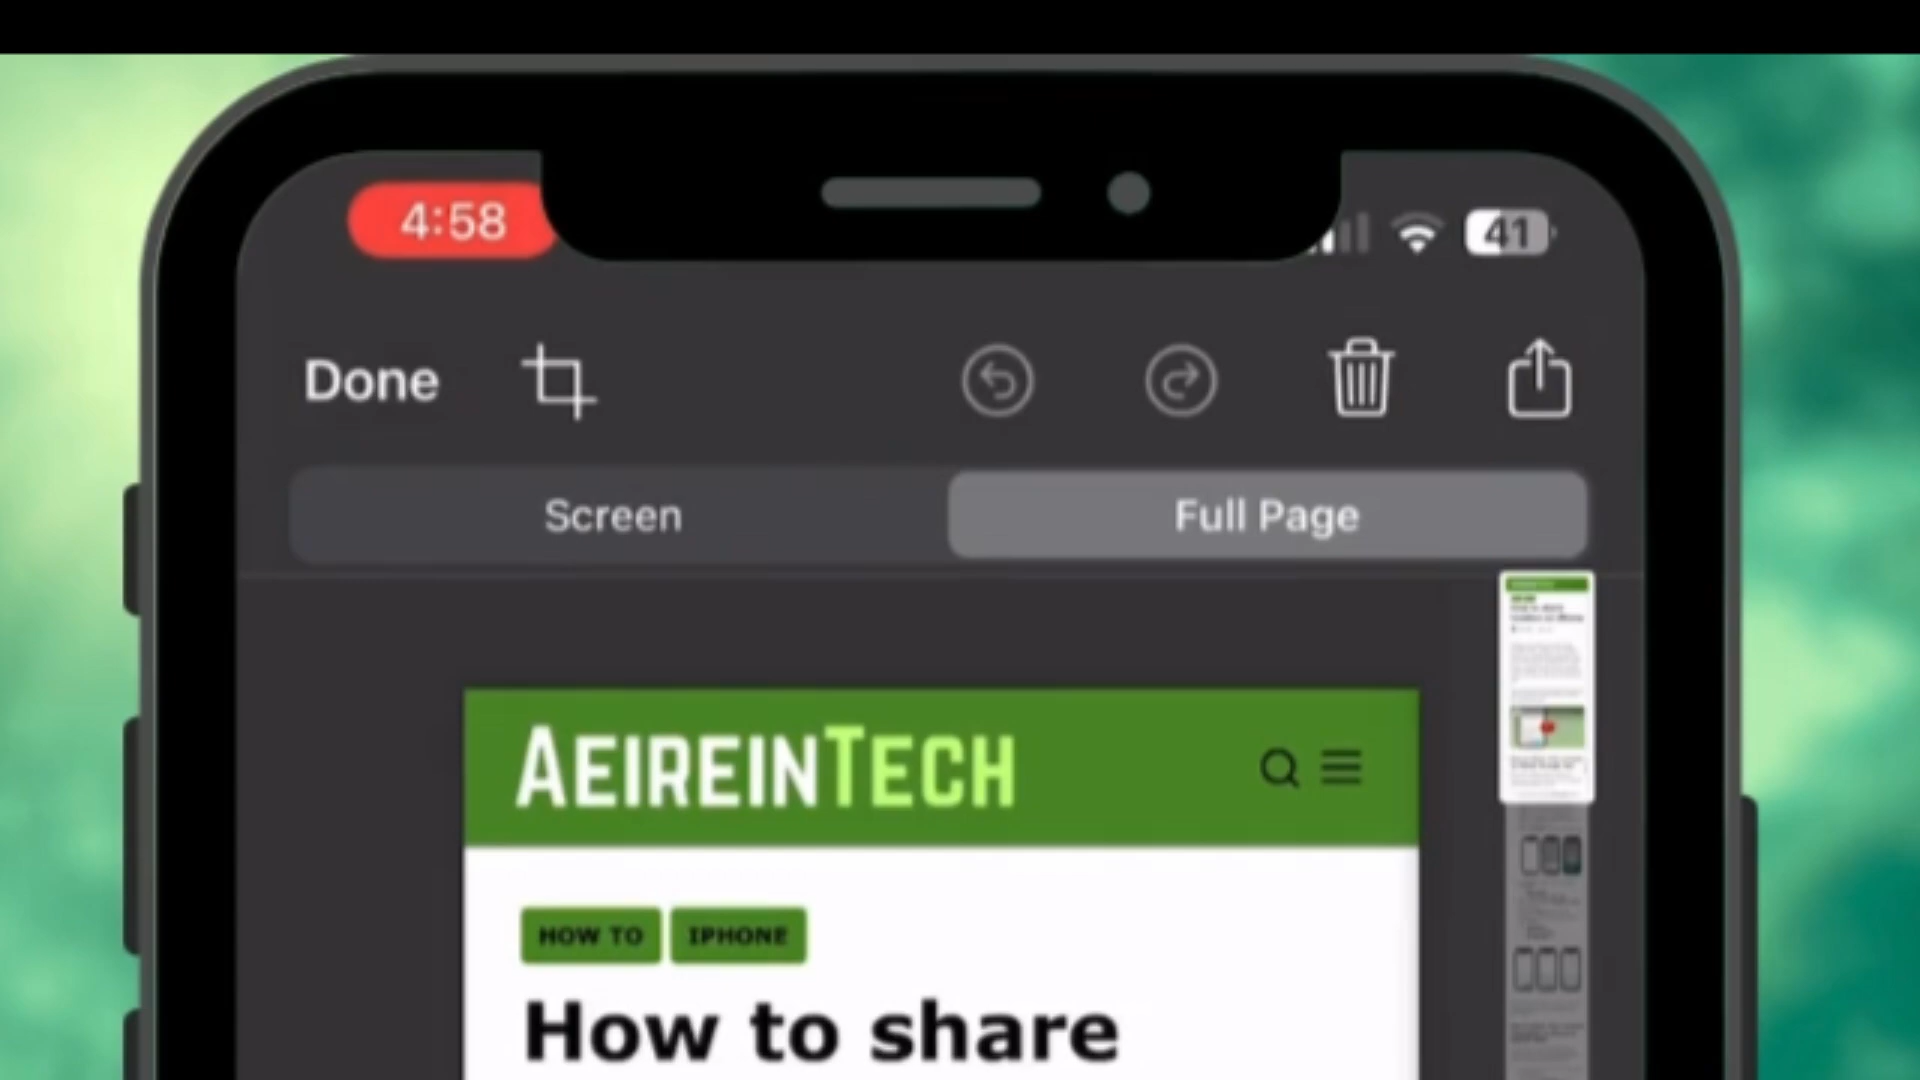 4:58
41
Done
Screen
Full Page
AEIREINTECH
HOW TO
IPHONE
How to share